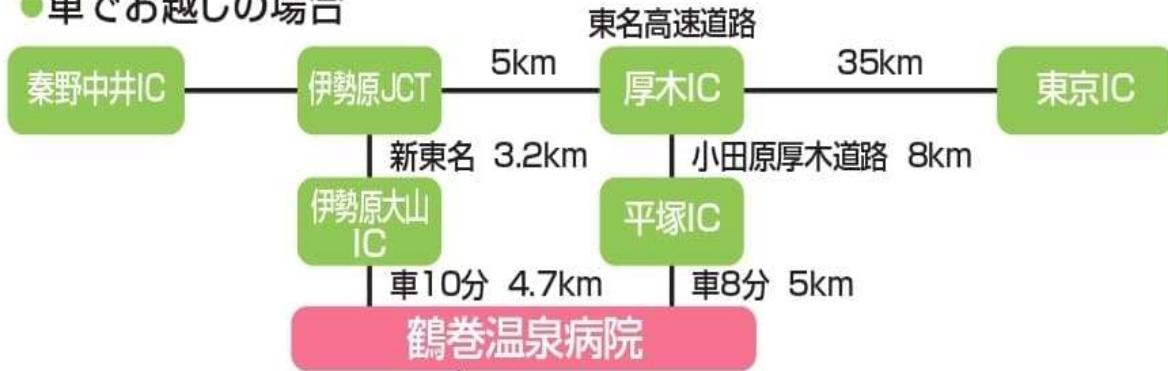 ●車でお越しの場合
東名高速道路
秦野中井IC
伊勢原JCT
5km
厚木IC
35km
東京IC
新東名 3.2km
小田原厚木道路 8km
伊勢原大山
IC
平塚IC
車10分 4.7km
車8分 5km
鶴巻温泉病院